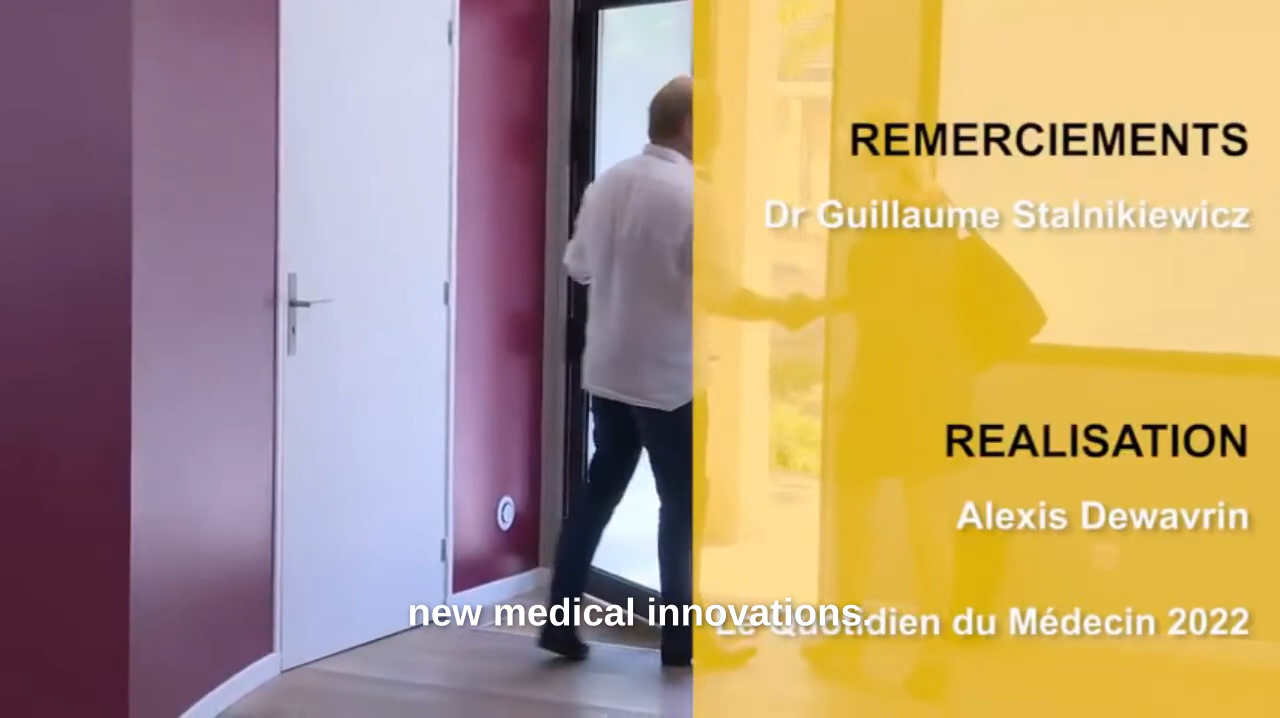 REMERCIEMENTS
Dr Guillaume Stalnikiewicz
REALISATION
Alexis Dewavrin
new medical innovations.
Le Quotidien du Médecin 2022